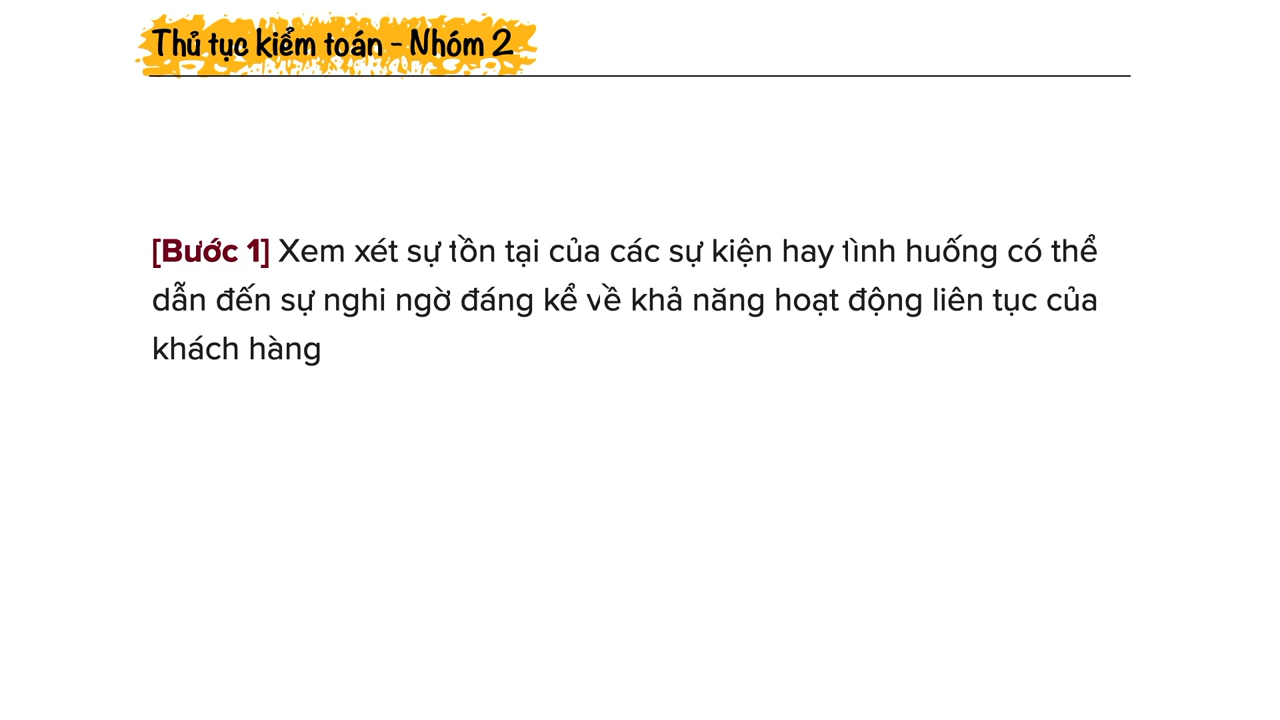 Thủ tục kiểm toán - Nhóm 2
[Bước 1] Xem xét sự tồn tại của các sự kiện hay tình huống có thể
dẫn đến sự nghi ngờ đáng kể về khả năng hoạt động liên tục của
khách hàng